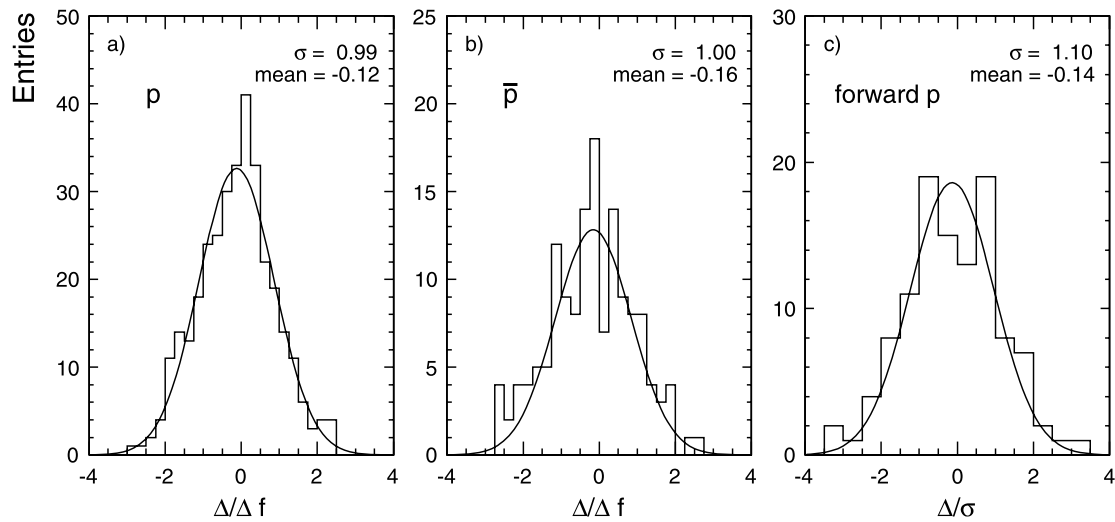 Entries
a)
σ = 0.99
mean = -0.12
p
50
40
30
20
10
0
-4 -2 0 2 4
Δ/Δ f
b)
σ = 1.00
mean = -0.16
p̅
25
20
15
10
5
0
-4 -2 0 2 4
Δ/Δ f
c)
σ = 1.10
mean = -0.14
forward p
30
20
10
0
-4 -2 0 2 4
Δ/σ